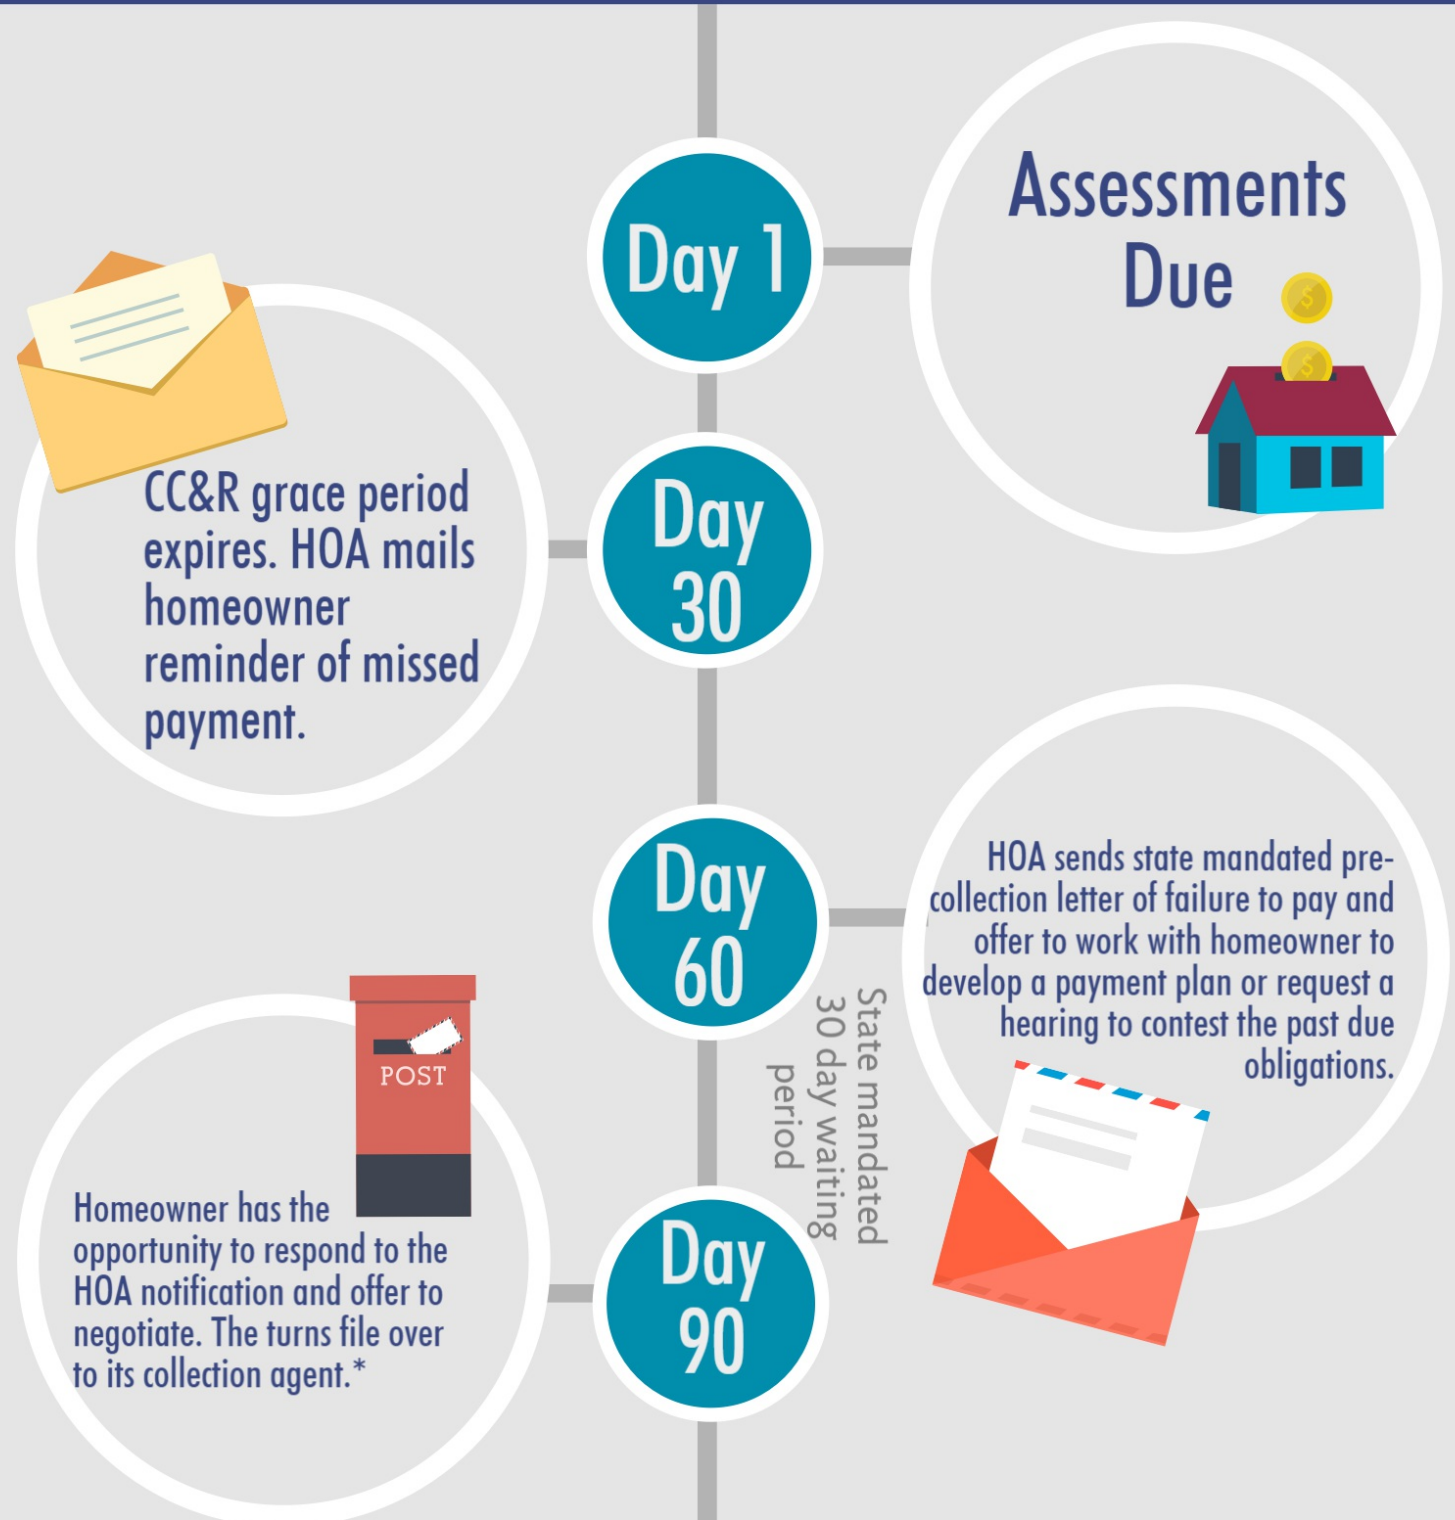 Day 1
Assessments
Due
$
$
Day
30
CC&R grace period
expires. HOA mails
homeowner
reminder of missed
payment.
Day
60
HOA sends state mandated pre-
collection letter of failure to pay and
offer to work with homeowner to
develop a payment plan or request a
hearing to contest the past due
obligations.
State mandated
30 day waiting
period
Day
90
POST
Homeowner has the
opportunity to respond to the
HOA notification and offer to
negotiate. The turns file over
to its collection agent.*